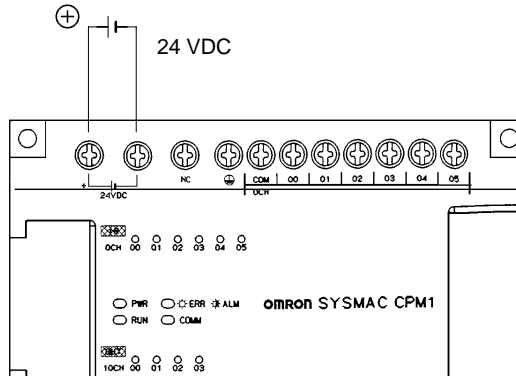 24 VDC
NC COM 00 01 02 03 04 05
+ 24VDC 0CH
0CH 00 01 02 03 04 05
PWR ERR ALM
RUN COMM
OMRON SYSMAC CPM1
10CH 00 01 02 03